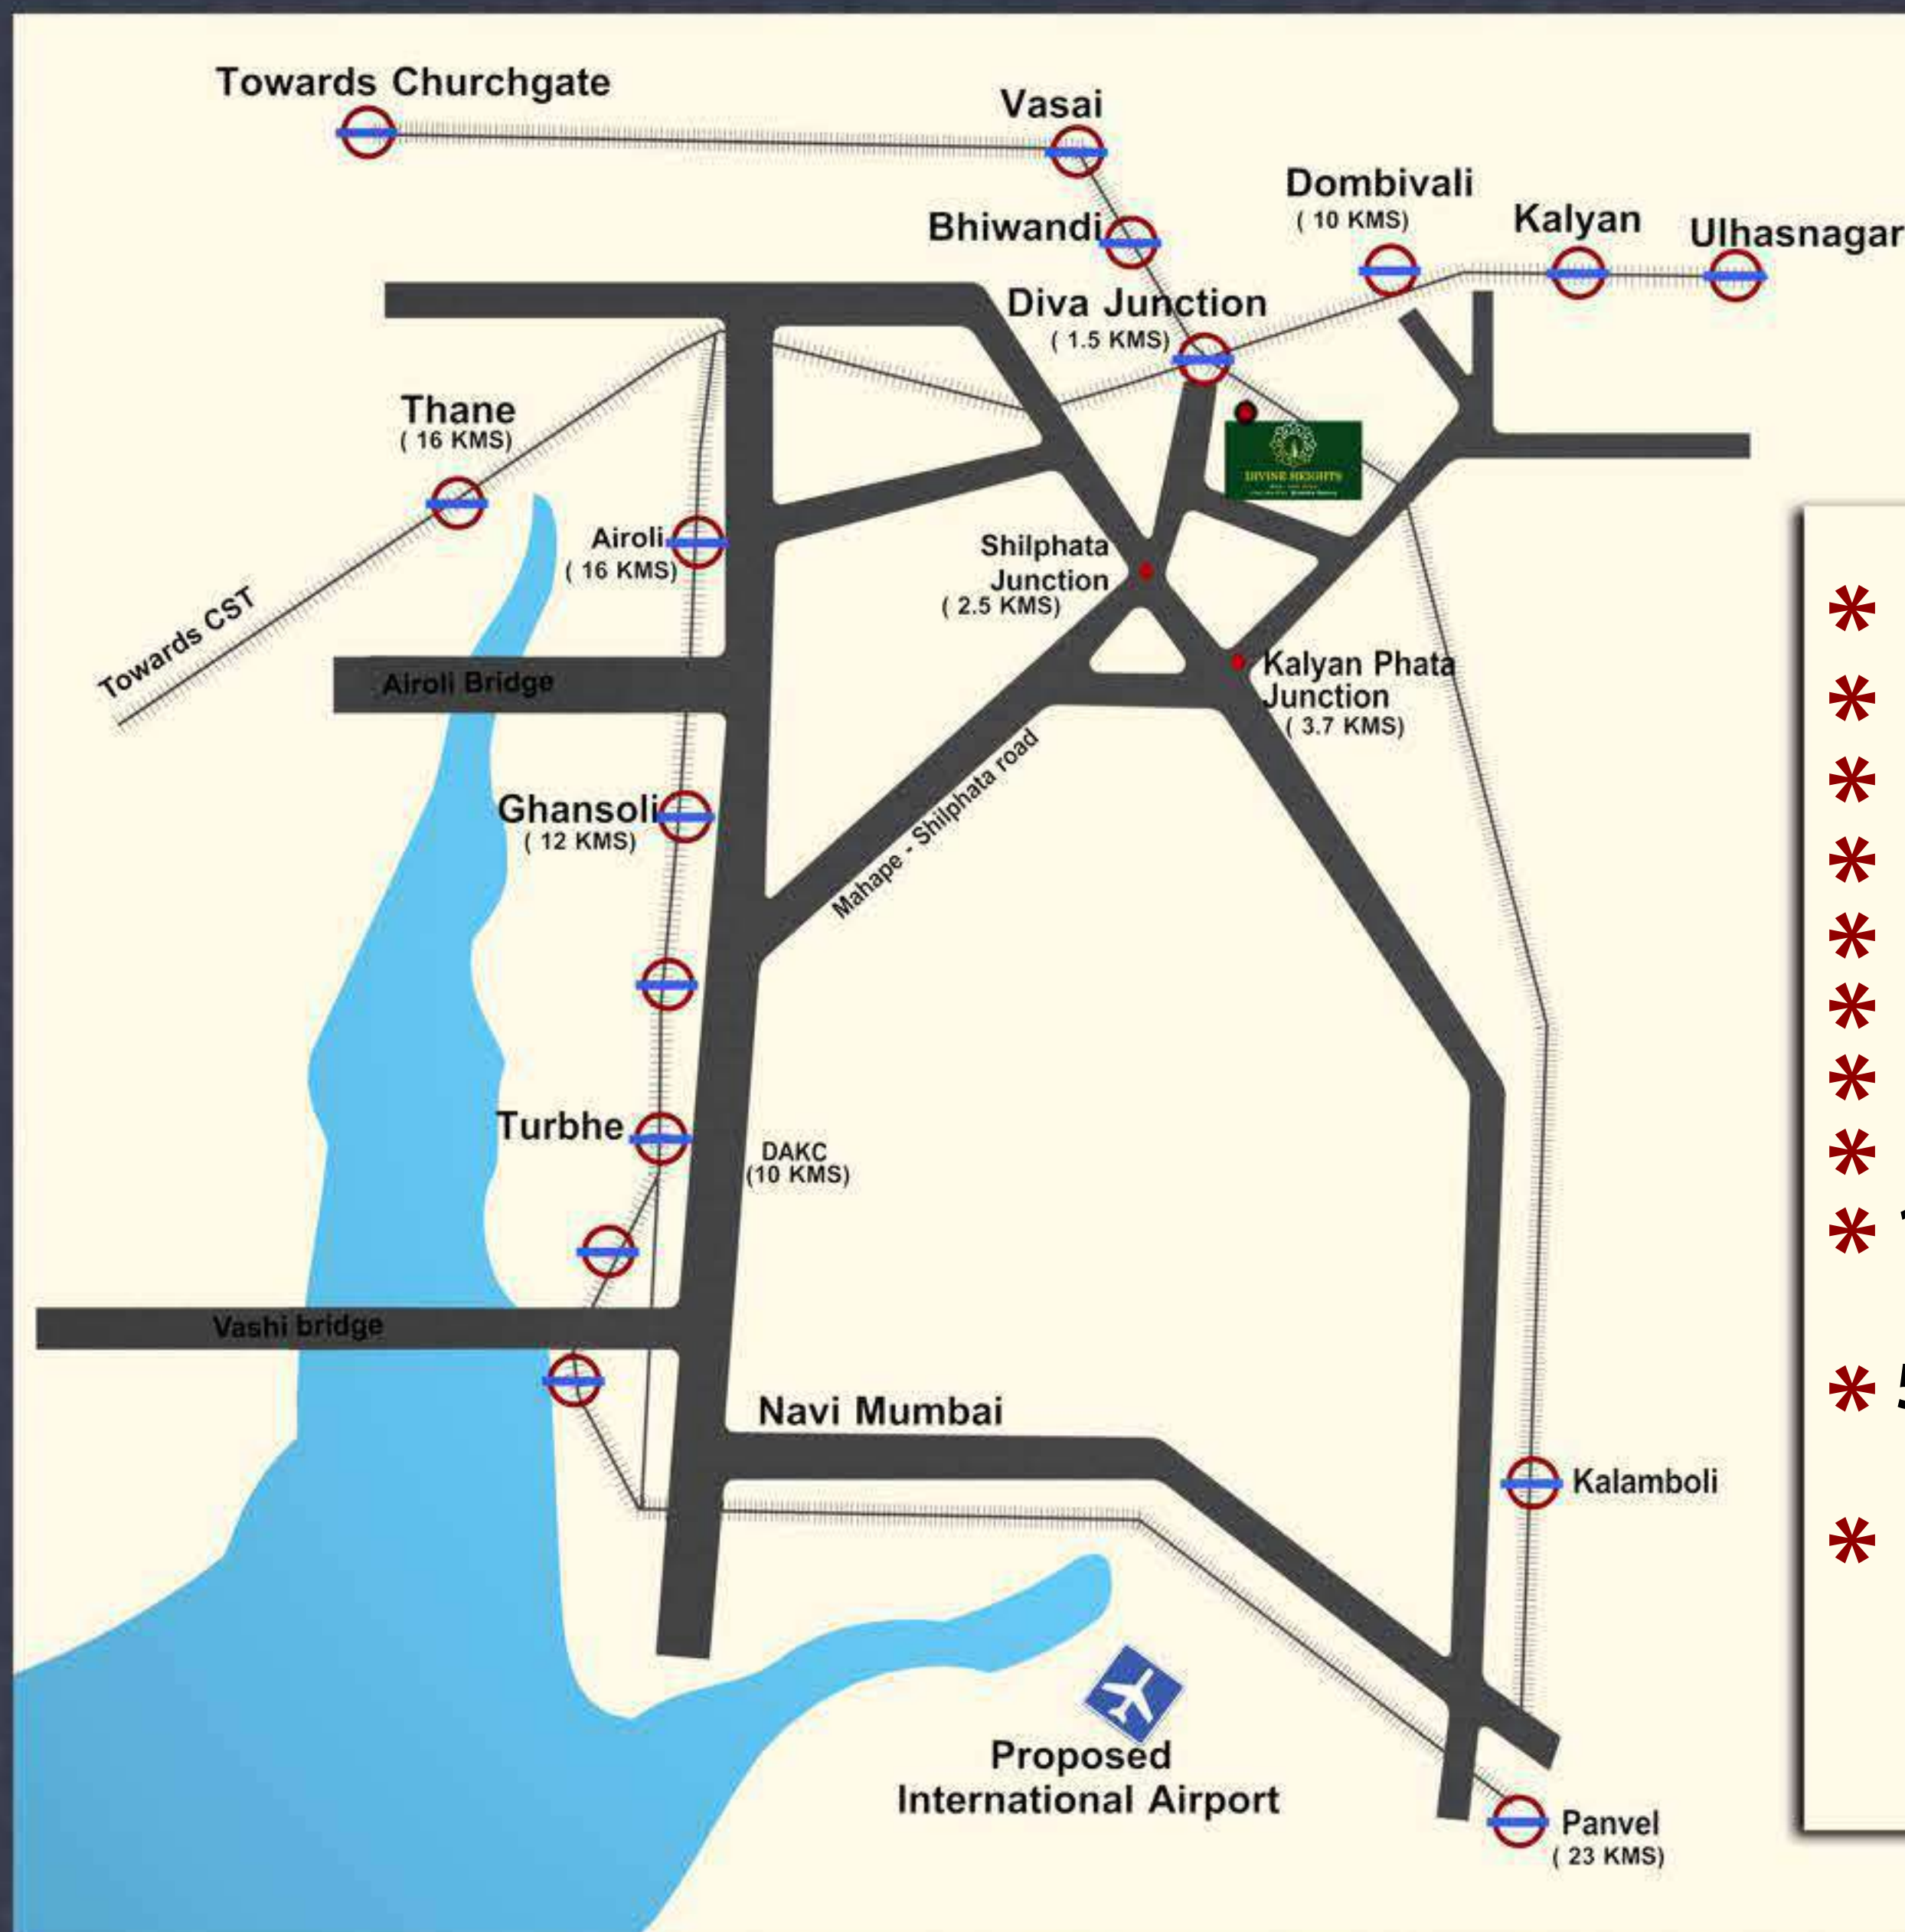 Towards Churchgate
Vasai
Bhiwandi
Dombivali
( 10 KMS)
Kalyan
Ulhasnagar
Diva Junction
( 1.5 KMS)
Thane
( 16 KMS)
DIVINE HEIGHTS
Airoli
( 16 KMS)
Shilphata
Junction
( 2.5 KMS)
Towards CST
Airoli Bridge
Kalyan Phata
Junction
( 3.7 KMS)
Mahape - Shilphata road
Ghansoli
( 12 KMS)
Turbhe
DAKC
(10 KMS)
Vashi bridge
Navi Mumbai
Kalamboli
Proposed
International Airport
Panvel
( 23 KMS)
*
*
*
*
*
*
*
*
*
*
*